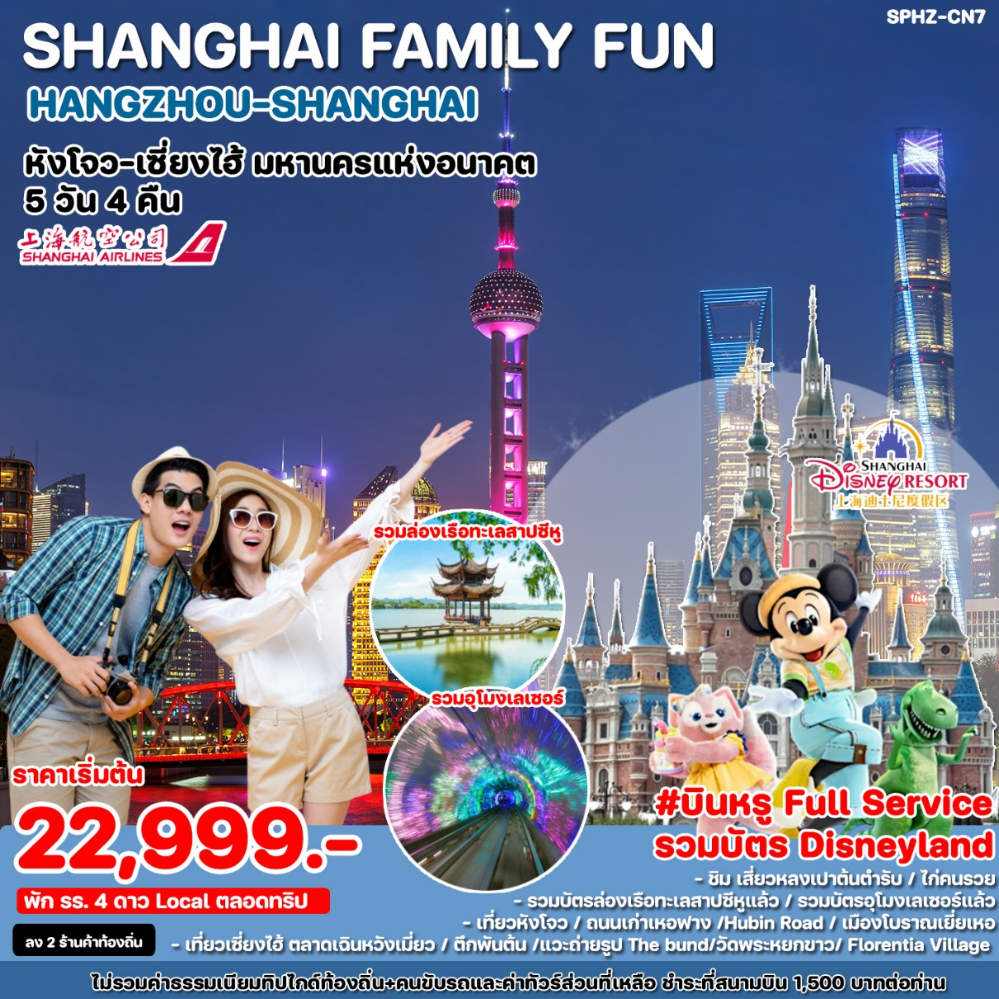 SPHZ-CN7
SHANGHAI FAMILY FUN
HANGZHOU-SHANGHAI
หังโจว-เซี่ยงไฮ้ มหานครแห่งอนาคต
5 วัน 4 คืน
上海航空公司
SHANGHAI AIRLINES
SHANGHAI
DISNEY RESORT
上海迪士尼度假区
รวมล่องเรือทะเลสาปซีหู
รวมอุโมงเลเซอร์
ราคาเริ่มต้น
22,999.-
พัก รร. 4 ดาว Local ตลอดทริป
ลง 2 ร้านค้าท้องถิ่น
#บินหรู Full Service
รวมบัตร Disneyland
- ชิม เสี่ยวหลงเปาต้นตำรับ / ไก่คนรวย
- รวมบัตรล่องเรือทะเลสาปซีหูแล้ว / รวมบัตรอุโมงเลเซอร์แล้ว
- เที่ยวหังโจว / ถนนเก่าเหอฟาง /Hubin Road / เมืองโบราณเยี่ยเหอ
- เที่ยวเซี่ยงไฮ้ ตลาดเฉินหวังเมี่ยว / ตึกพันต้น /แวะถ่ายรูป The bund/วัดพระหยกขาว/ Florentia Village
ไม่รวมค่าธรรมเนียมทิปไกด์ท้องถิ่น+คนขับรถและค่าทัวร์ส่วนที่เหลือ ชำระที่สนามบิน 1,500 บาทต่อท่าน